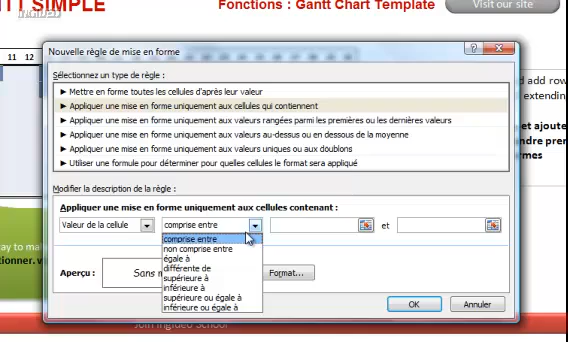 NTT SIMPLE
INGIDEO
Fonctions : Gantt Chart Template
Visit our site
11 12
Nouvelle règle de mise en forme
Sélectionnez un type de règle :
► Mettre en forme toutes les cellules d'après leur valeur
► Appliquer une mise en forme uniquement aux cellules qui contiennent
► Appliquer une mise en forme uniquement aux valeurs rangées parmi les premières ou les dernières valeurs
► Appliquer une mise en forme uniquement aux valeurs au-dessus ou en dessous de la moyenne
► Appliquer une mise en forme uniquement aux valeurs uniques ou aux doublons
► Utiliser une formule pour déterminer pour quelles cellules le format sera appliqué
d add row
extendin
et ajoute
ndre prer
rmes
Modifier la description de la règle :
Appliquer une mise en forme uniquement aux cellules contenant :
Valeur de la cellule comprise entre et
comprise entre
non comprise entre
égale à
différente de
supérieure à
inférieure à
supérieure ou égale à
inférieure ou égale à
ay to mal
tionner. v
Aperçu : Sans m Format...
OK Annuler
Join Ingideo School